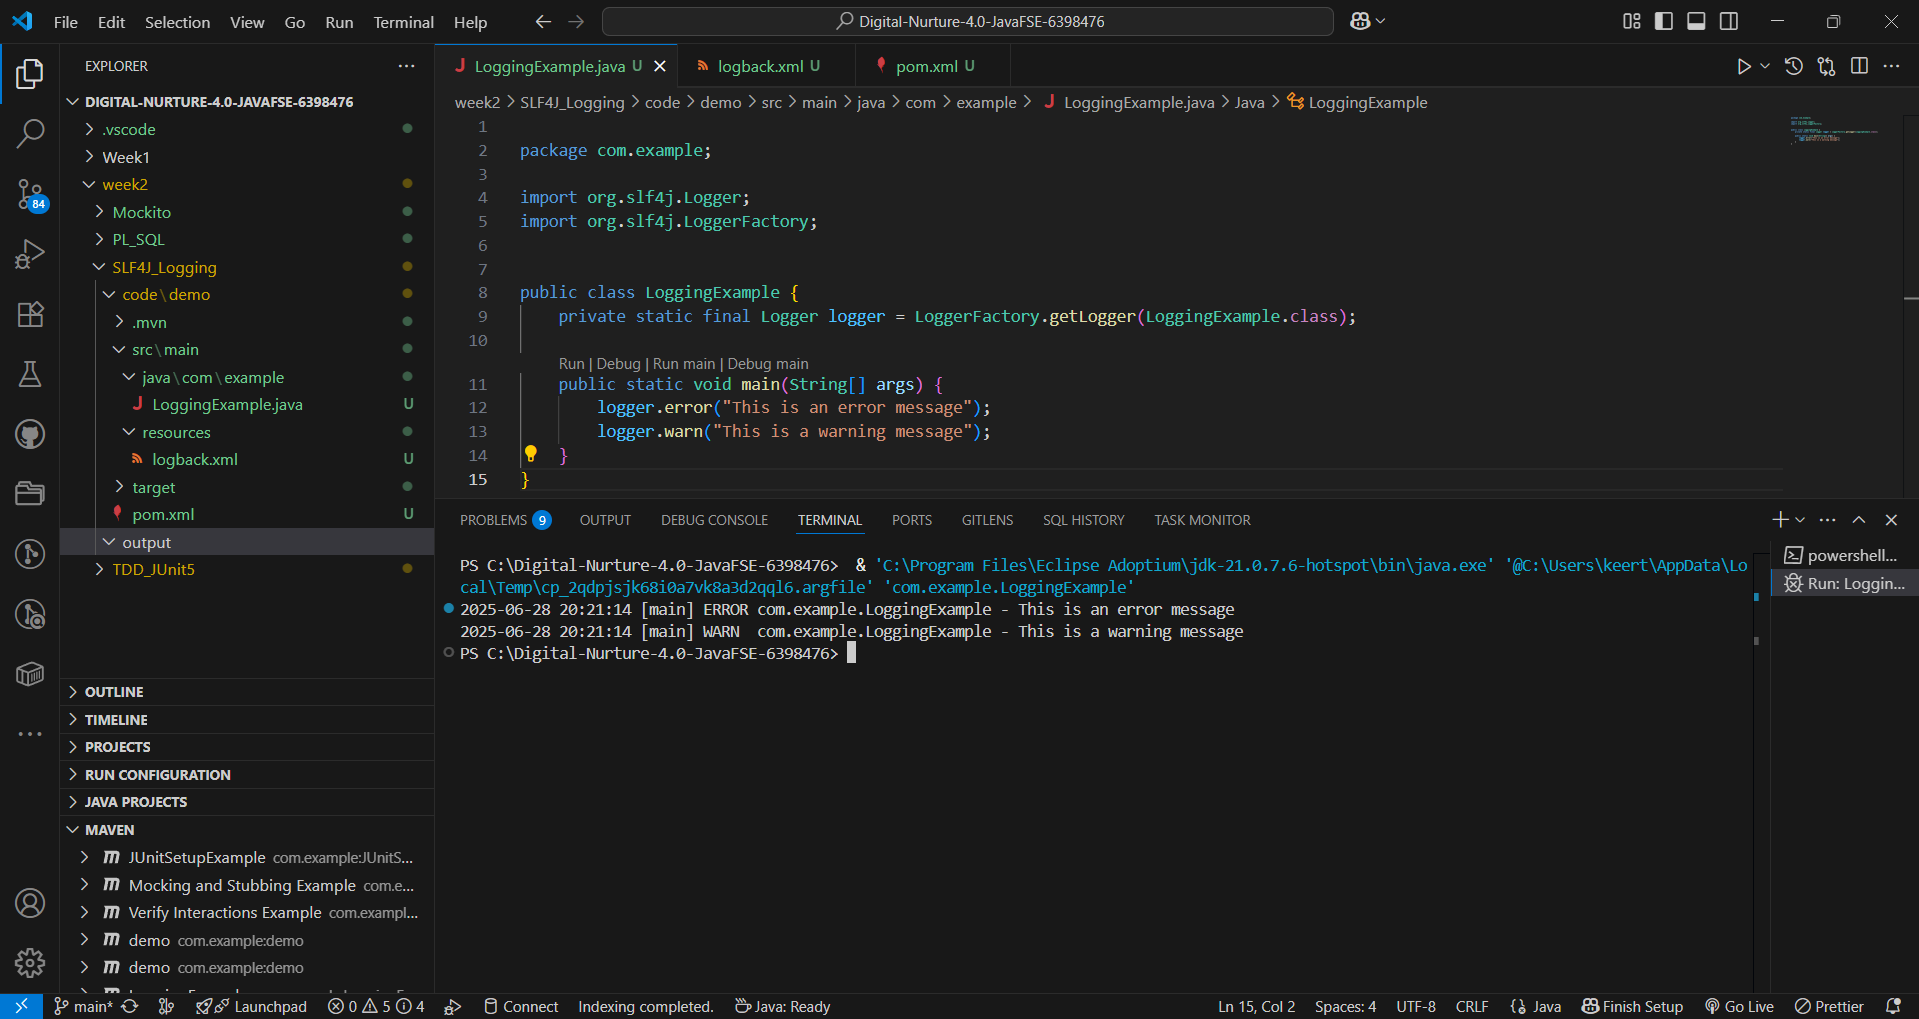 File Edit Selection View Go Run Terminal Help
Digital-Nurture-4.0-JavaFSE-6398476
EXPLORER
DIGITAL-NURTURE-4.0-JAVAFSE-6398476
.vscode
Week1
week2
Mockito
PL_SQL
SLF4J_Logging
code\demo
.mvn
src\main
java\com\example
LoggingExample.java U
resources
logback.xml U
target
pom.xml U
output
TDD_JUnit5
84
OUTLINE
TIMELINE
PROJECTS
RUN CONFIGURATION
JAVA PROJECTS
MAVEN
JUnitSetupExample com.example:JUnitS...
Mocking and Stubbing Example com.e...
Verify Interactions Example com.exampl...
demo com.example:demo
demo com.example:demo
LoggingExample.java U logback.xml U pom.xml U
week2 > SLF4J_Logging > code > demo > src > main > java > com > example > LoggingExample.java > Java > LoggingExample
1
2 package com.example;
3
4 import org.slf4j.Logger;
5 import org.slf4j.LoggerFactory;
6
7
8 public class LoggingExample {
9 private static final Logger logger = LoggerFactory.getLogger(LoggingExample.class);
10
Run | Debug | Run main | Debug main
11 public static void main(String[] args) {
12 logger.error("This is an error message");
13 logger.warn("This is a warning message");
14 }
15 }
PROBLEMS 9 OUTPUT DEBUG CONSOLE TERMINAL PORTS GITLENS SQL HISTORY TASK MONITOR
PS C:\Digital-Nurture-4.0-JavaFSE-6398476> & 'C:\Program Files\Eclipse Adoptium\jdk-21.0.7.6-hotspot\bin\java.exe' '@C:\Users\keert\AppData\Lo
cal\Temp\cp_2qdpjsjk68i0a7vk8a3d2qql6.argfile' 'com.example.LoggingExample'
2025-06-28 20:21:14 [main] ERROR com.example.LoggingExample - This is an error message
2025-06-28 20:21:14 [main] WARN  com.example.LoggingExample - This is a warning message
PS C:\Digital-Nurture-4.0-JavaFSE-6398476>
powershell...
Run: Loggin...
main* Launchpad 0 5 4 Connect Indexing completed. Java: Ready Ln 15, Col 2 Spaces: 4 UTF-8 CRLF {} Java Finish Setup Go Live Prettier